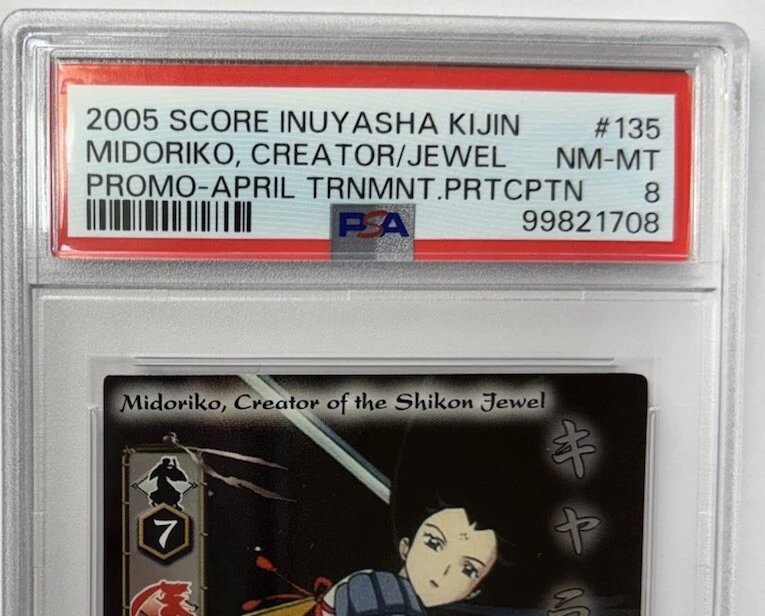 2005 SCORE INUYASHA KIJIN #135
MIDORIKO, CREATOR/JEWEL NM-MT
PROMO-APRIL TRNMNT.PRTCPTN 8
PSA 99821708
Midoriko, Creator of the Shikon Jewel
キャラ
7